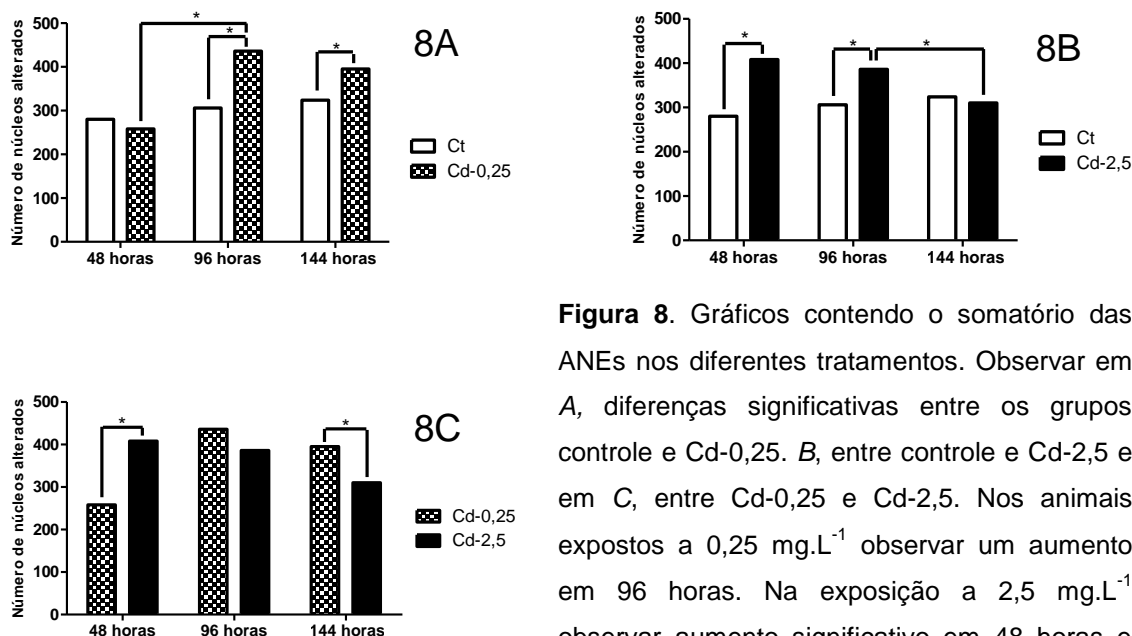 8A
Número de núcleos alterados
500
400
300
200
100
0
* * *
48 horas 96 horas 144 horas
Ct
Cd-0,25
8B
Número de núcleos alterados
500
400
300
200
100
0
* * *
48 horas 96 horas 144 horas
Ct
Cd-2,5
8C
Número de núcleos alterados
500
400
300
200
100
0
* *
48 horas 96 horas 144 horas
Cd-0,25
Cd-2,5
Figura 8. Gráficos contendo o somatório das
ANEs nos diferentes tratamentos. Observar em
A, diferenças significativas entre os grupos
controle e Cd-0,25. B, entre controle e Cd-2,5 e
em C, entre Cd-0,25 e Cd-2,5. Nos animais
expostos a 0,25 mg.L-1 observar um aumento
em 96 horas. Na exposição a 2,5 mg.L-1
observar aumento significativo em 48 horas e